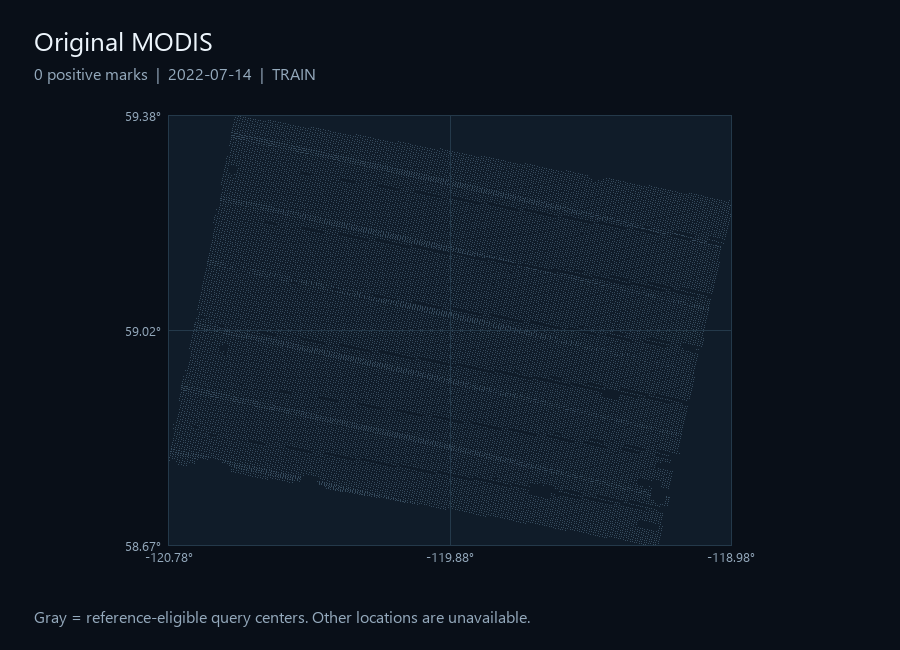 Original MODIS
0 positive marks | 2022-07-14 | TRAIN
59.38°
59.02°
58.67°
-120.78°
-119.88°
-118.98°
Gray = reference-eligible query centers. Other locations are unavailable.